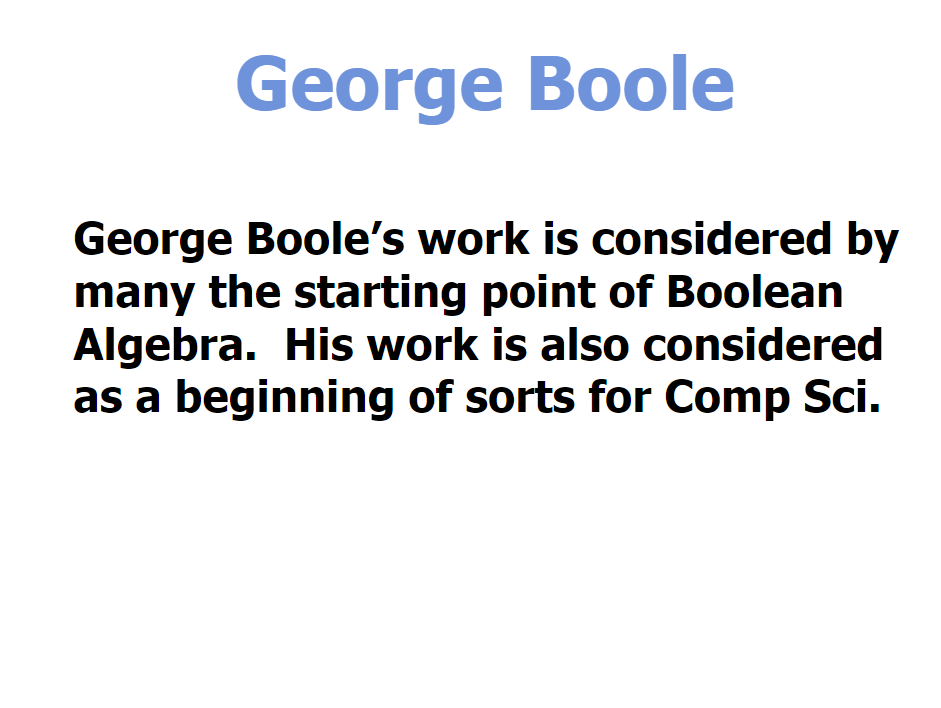 George Boole
George Boole’s work is considered by
many the starting point of Boolean
Algebra.  His work is also considered
as a beginning of sorts for Comp Sci.